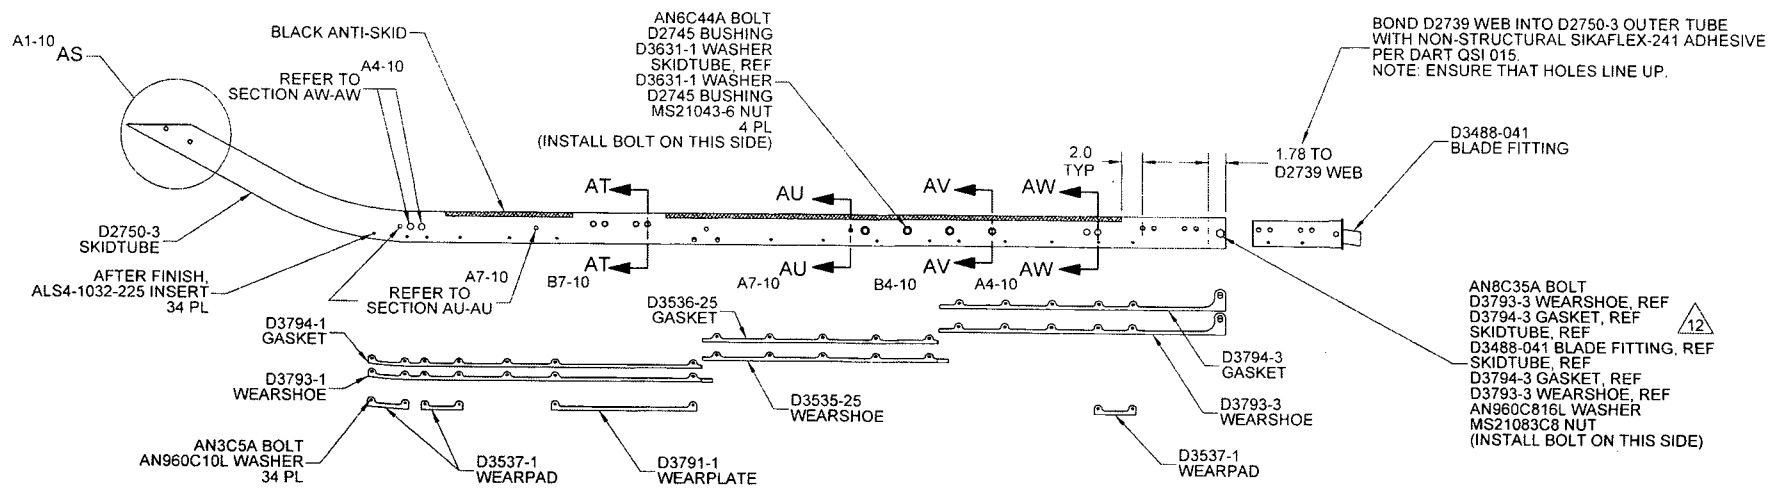 A1-10
AS
BLACK ANTI-SKID
A4-10
REFER TO
SECTION AW-AW
AN6C44A BOLT
D2745 BUSHING
D3631-1 WASHER
SKIDTUBE, REF
D3631-1 WASHER
D2745 BUSHING
MS21043-6 NUT
4 PL
(INSTALL BOLT ON THIS SIDE)
BOND D2739 WEB INTO D2750-3 OUTER TUBE
WITH NON-STRUCTURAL SIKAFLEX-241 ADHESIVE
PER DART QSI 015.
NOTE: ENSURE THAT HOLES LINE UP.
D3488-041
BLADE FITTING
2.0
TYP
1.78 TO
D2739 WEB
AT
AU
AV
AW
D2750-3
SKIDTUBE
AFTER FINISH,
ALS4-1032-225 INSERT
34 PL
REFER TO
SECTION AU-AU
A7-10
AT
B7-10
AU
A7-10
AV
B4-10
AW
A4-10
D3794-1
GASKET
D3793-1
WEARSHOE
AN3C5A BOLT
AN960C10L WASHER
34 PL
D3537-1
WEARPAD
D3791-1
WEARPLATE
D3536-25
GASKET
D3535-25
WEARSHOE
D3794-3
GASKET
D3793-3
WEARSHOE
D3537-1
WEARPAD
AN8C35A BOLT
D3793-3 WEARSHOE, REF
D3794-3 GASKET, REF
SKIDTUBE, REF
D3488-041 BLADE FITTING, REF
SKIDTUBE, REF
D3794-3 GASKET, REF
D3793-3 WEARSHOE, REF
AN960C816L WASHER
MS21083C8 NUT
(INSTALL BOLT ON THIS SIDE)
12